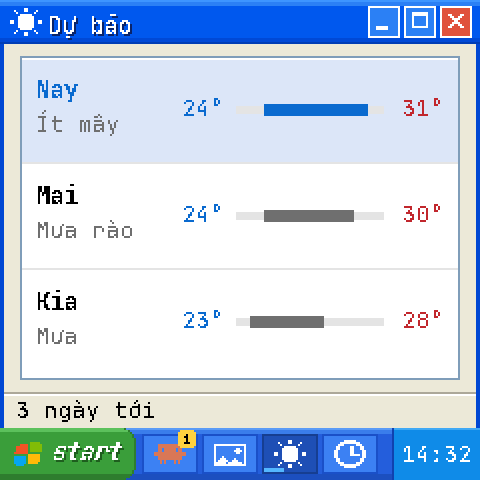 Dự báo
Nay
24° 31°
Ít mây
Mai
24° 30°
Mưa rào
Kia
23° 28°
Mưa
3 ngày tới
start
1
14:32